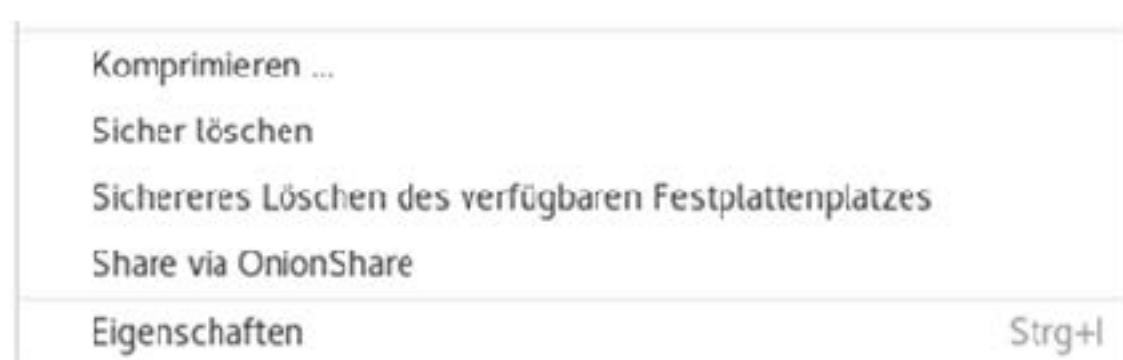 Komprimieren ...
Sicher löschen
Sichereres Löschen des verfügbaren Festplattenplatzes
Share via OnionShare
Eigenschaften Strg+I